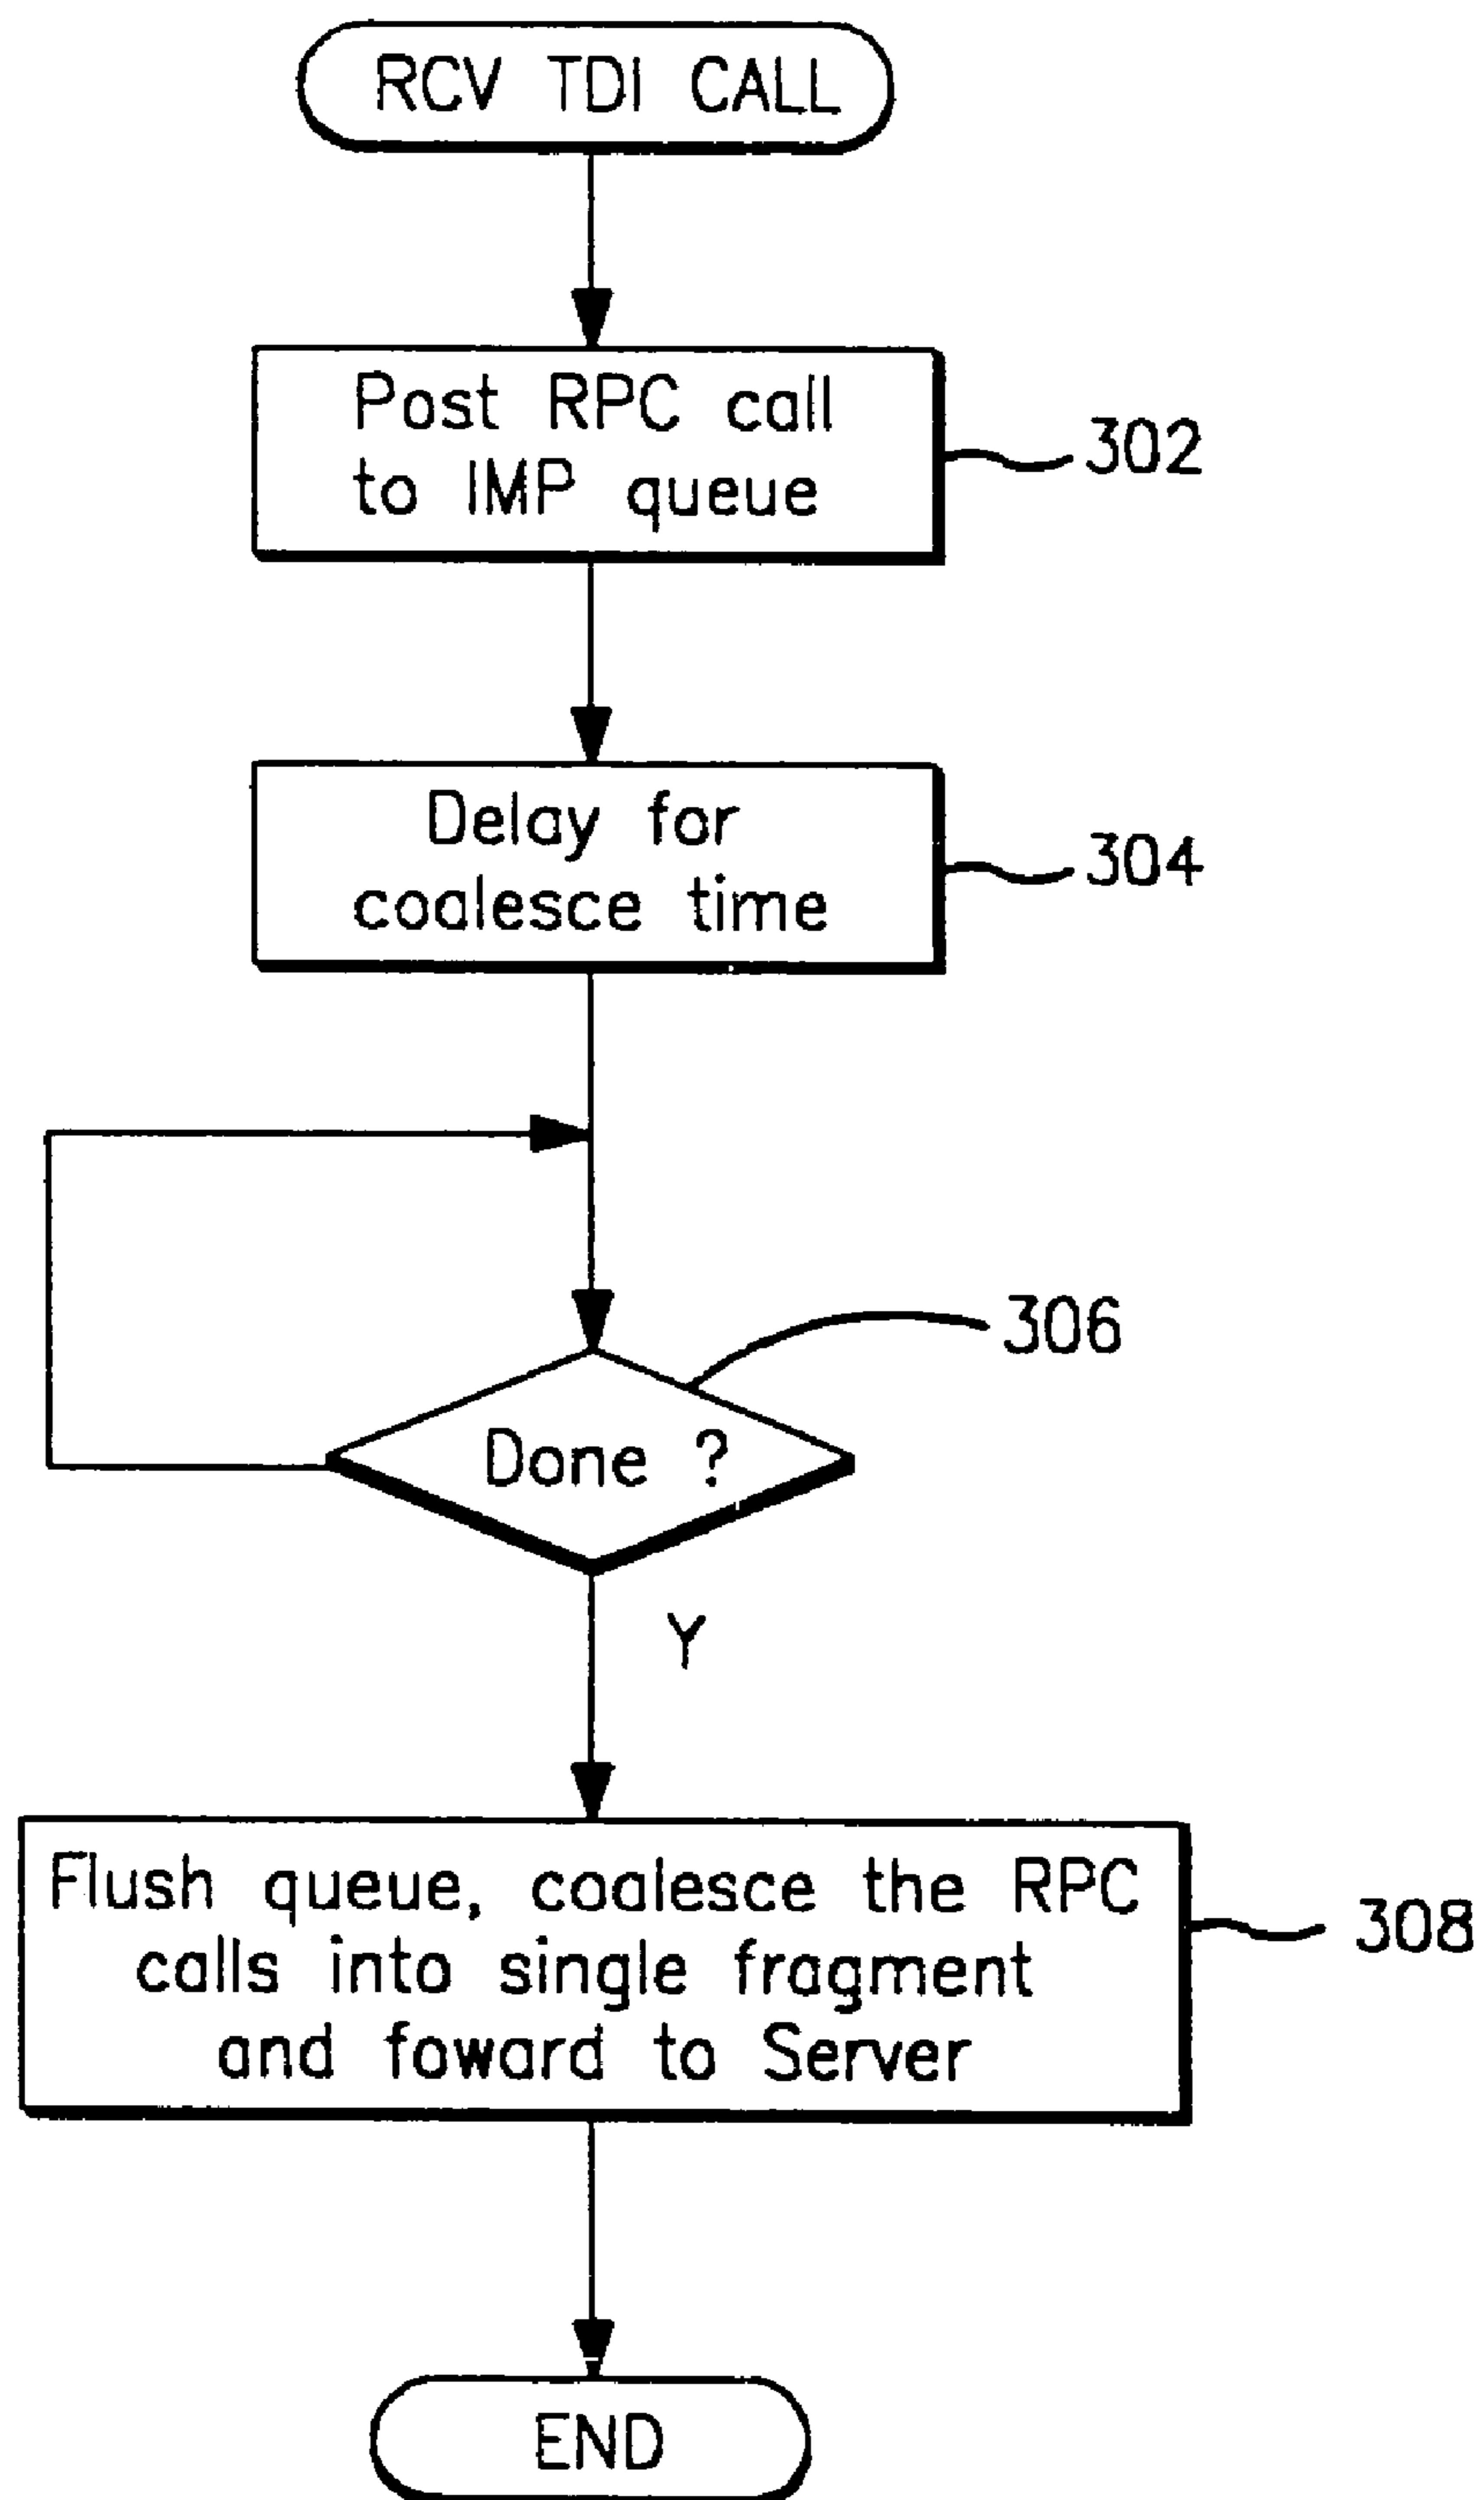 RCV TDI CALL
Post RPC call
to IMP queue
302
Delay for
coalesce time
304
306
Done ?
Y
Flush queue, coalesce the RPC
calls into single fragment
and foward to Server
308
END